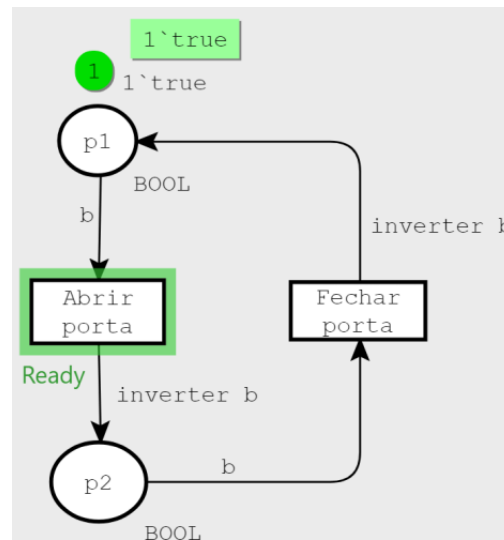 1`true
1
1`true
p1
BOOL
b
inverter b
Abrir
porta
Fechar
porta
Ready
inverter b
b
p2
BOOL